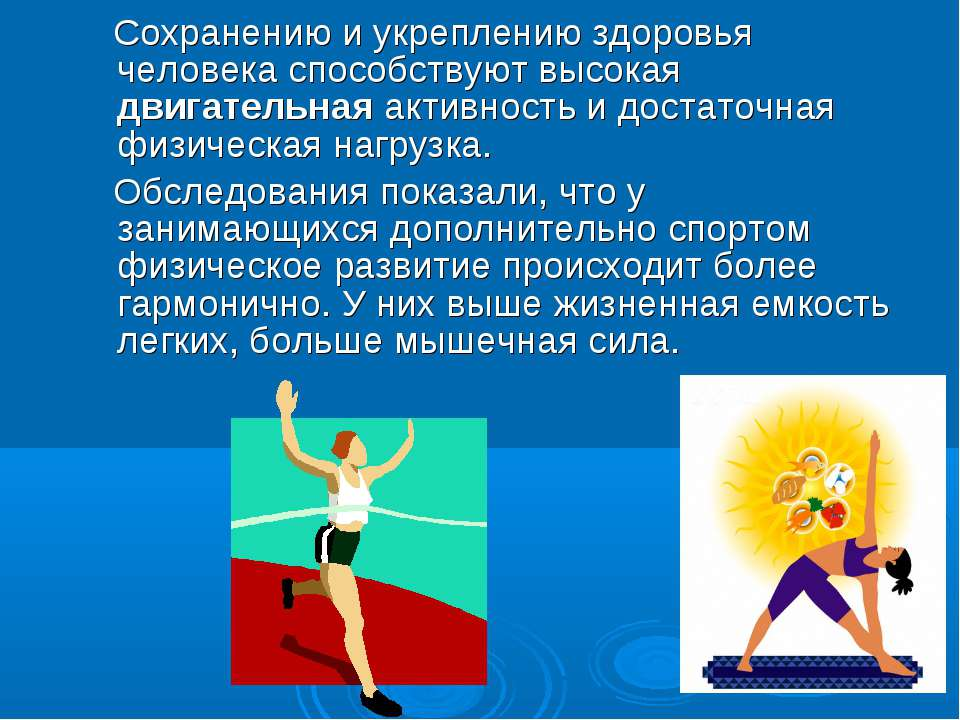 Сохранению и укреплению здоровья
человека способствуют высокая
двигательная активность и достаточная
физическая нагрузка.
Обследования показали, что у
занимающихся дополнительно спортом
физическое развитие происходит более
гармонично. У них выше жизненная емкость
легких, больше мышечная сила.